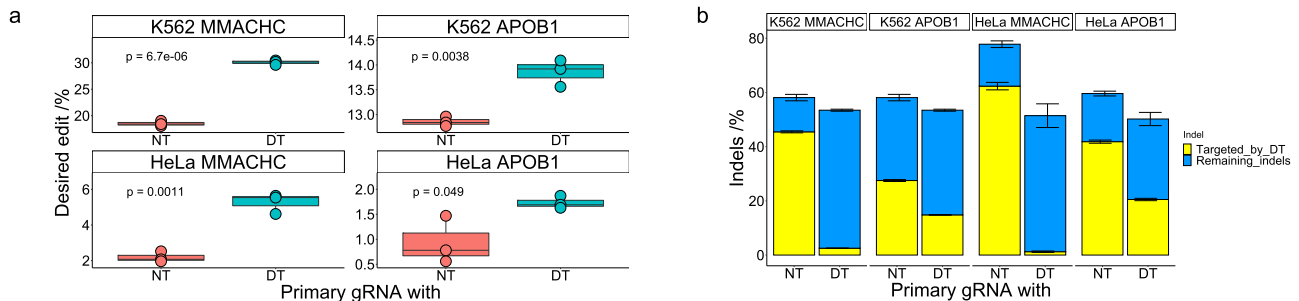 a
K562 MMACHC
K562 APOB1
Desired edit /%
p = 6.7e-06
30
25
20
NT
DT
p = 0.0038
14.5
14.0
13.5
13.0
NT
DT
HeLa MMACHC
HeLa APOB1
p = 0.0011
6
4
2
NT
DT
p = 0.049
2.0
1.5
1.0
0.5
NT
DT
Primary gRNA with
b
K562 MMACHC
K562 APOB1
HeLa MMACHC
HeLa APOB1
Indels /%
80
60
40
20
0
NT
DT
NT
DT
NT
DT
NT
DT
Primary gRNA with
Indel
Targeted_by_DT
Remaining_indels